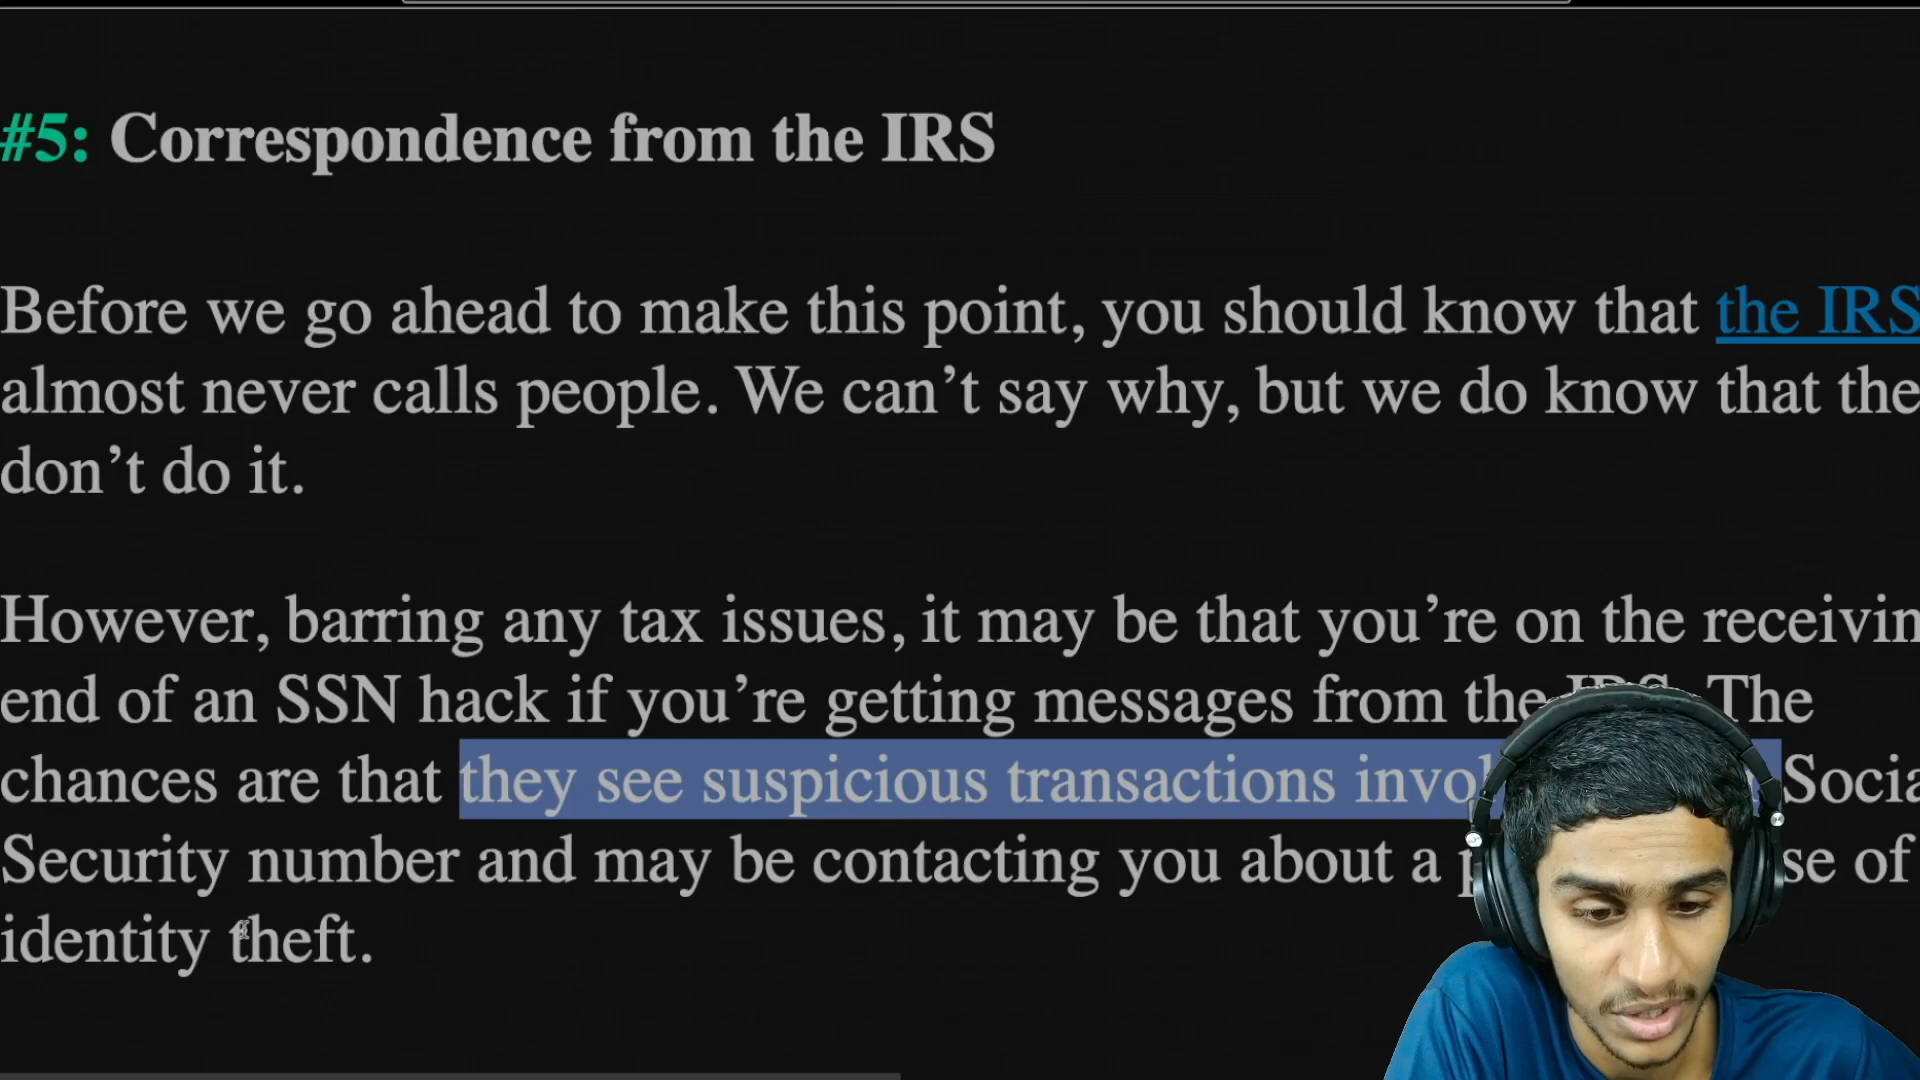 #5: Correspondence from the IRS
Before we go ahead to make this point, you should know that the IRS
almost never calls people. We can’t say why, but we do know that the
don’t do it.
However, barring any tax issues, it may be that you’re on the receivin
end of an SSN hack if you’re getting messages from the IRS. The
chances are that they see suspicious transactions invol Socia
Security number and may be contacting you about a p se of
identity theft.